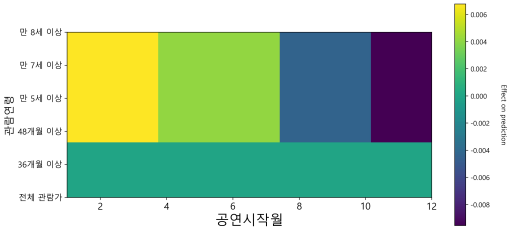 만 8세 이상
만 7세 이상
만 5세 이상
48개월 이상
36개월 이상
전체 관람가
관람연령
2
4
6
8
10
12
공연시작월
0.006
0.004
0.002
0.000
-0.002
-0.004
-0.006
-0.008
Effect on prediction